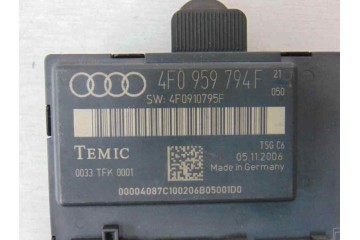 4F0 959 794 F 21
050
SW: 4F0910795F
TEMIC
TSG C6
05.11.2006
0033 TFK 0001
Made in Germany
00004087C100206B05001D0